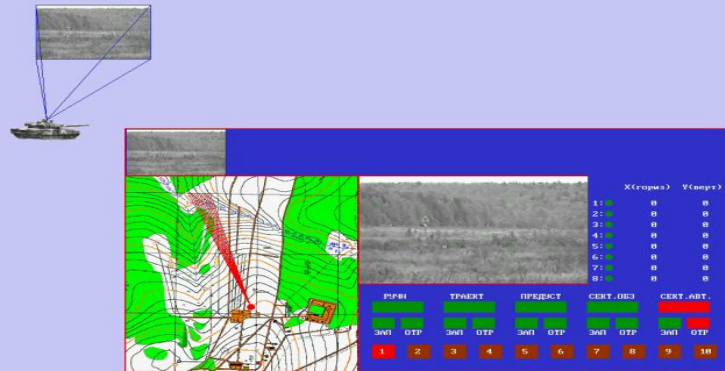 X(гориз) Y(верт)
1: 0 0
2: 0 0
3: 0 0
4: 0 0
5: 0 0
6: 0 0
7: 0 0
8: 0 0
РУЧН ТРАЕКТ ПРЕДУСТ СЕКТ.ОБЗ СЕКТ.АВТ.
ЗАП ОТР ЗАП ОТР ЗАП ОТР ЗАП ОТР ЗАП ОТР
1 2 3 4 5 6 7 8 9 10